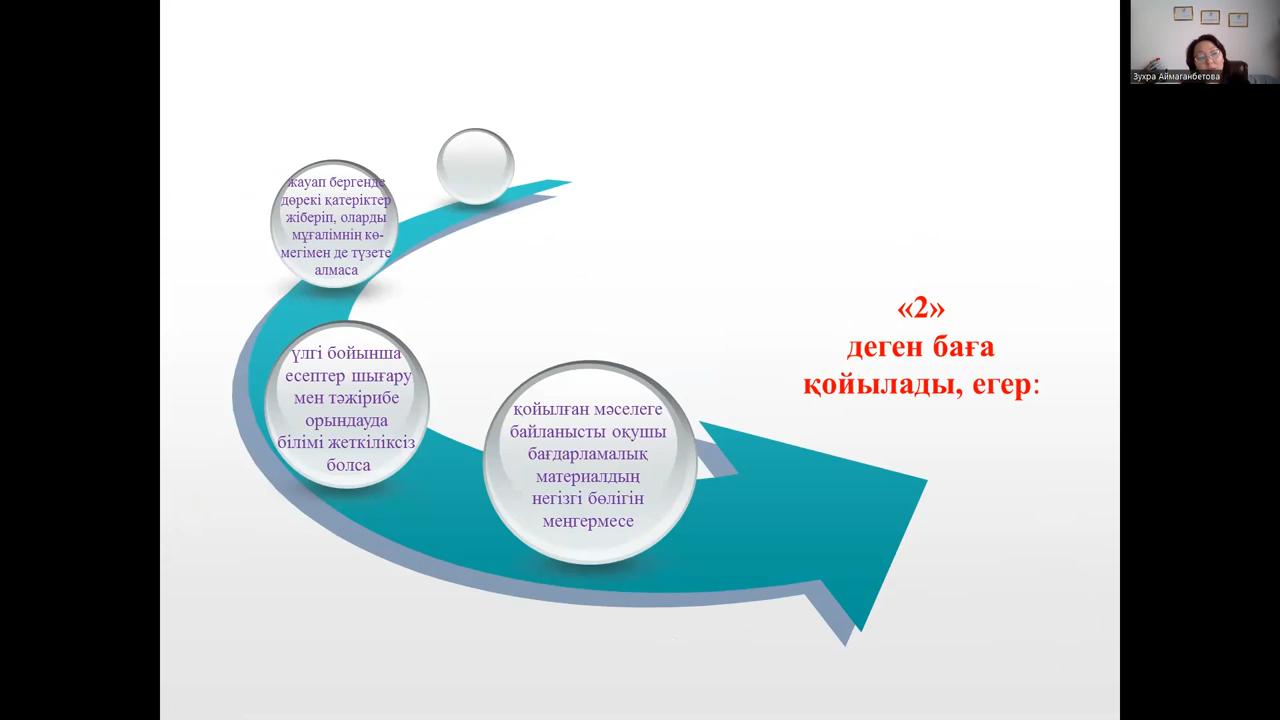 Зухра Аймаганбетова
жауап бергенде
дөрекі қатеріктер
жіберіп, оларды
мұғалімнің кө-
мегімен де түзете
алмаса
үлгі бойынша
есептер шығару
мен тәжірибе
орындауда
білімі жеткіліксіз
болса
қойылған мәселеге
байланысты оқушы
бағдарламалық
материалдың
негізгі бөлігін
меңгермесе
«2»
деген баға
қойылады, егер: